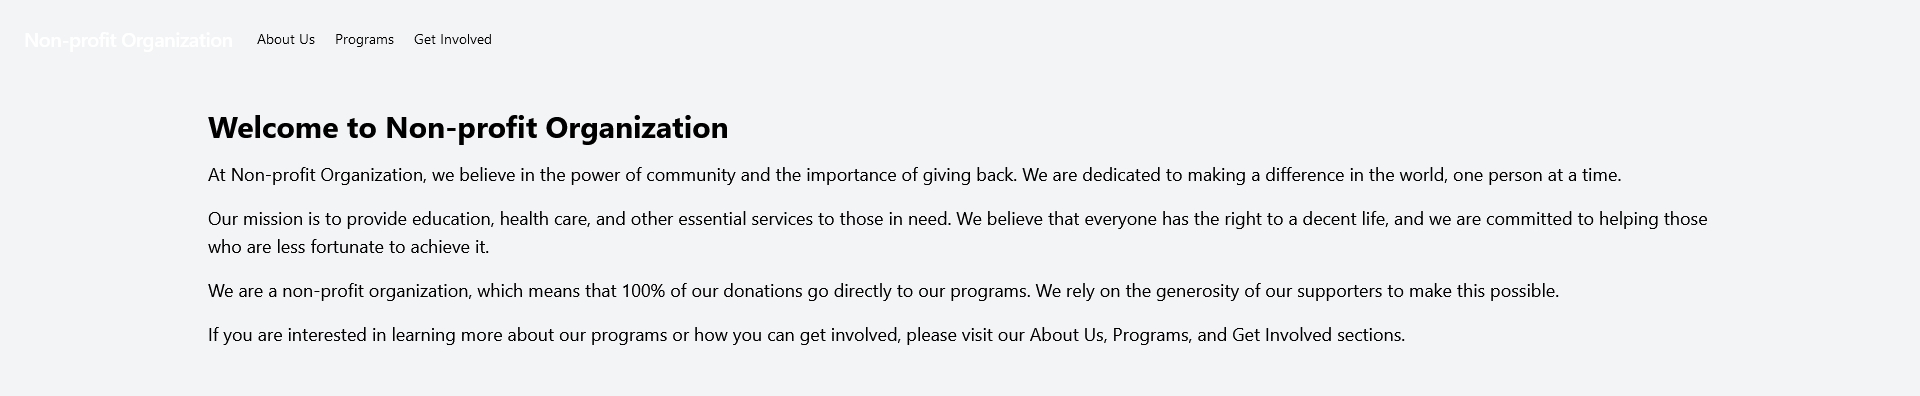 Non-profit Organization About Us Programs Get Involved
Welcome to Non-profit Organization
At Non-profit Organization, we believe in the power of community and the importance of giving back. We are dedicated to making a difference in the world, one person at a time.
Our mission is to provide education, health care, and other essential services to those in need. We believe that everyone has the right to a decent life, and we are committed to helping those
who are less fortunate to achieve it.
We are a non-profit organization, which means that 100% of our donations go directly to our programs. We rely on the generosity of our supporters to make this possible.
If you are interested in learning more about our programs or how you can get involved, please visit our About Us, Programs, and Get Involved sections.